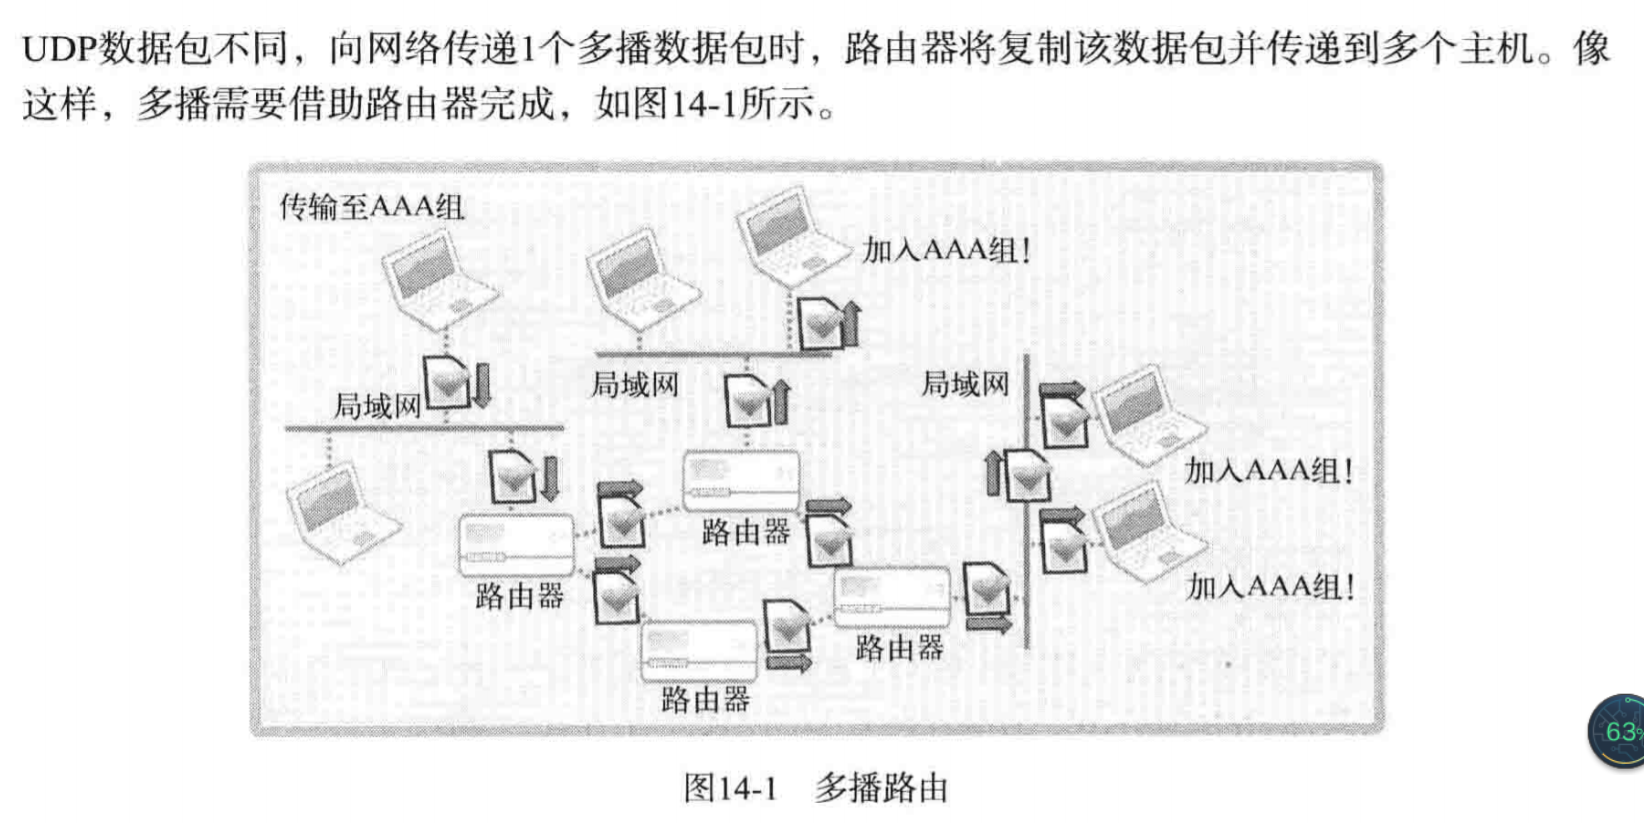 UDP数据包不同，向网络传递1个多播数据包时，路由器将复制该数据包并传递到多个主机。像
这样，多播需要借助路由器完成，如图14-1所示。
传输至AAA组
加入AAA组！
局域网
局域网
局域网
加入AAA组！
路由器
路由器
加入AAA组！
路由器
路由器
图14-1 多播路由
63%